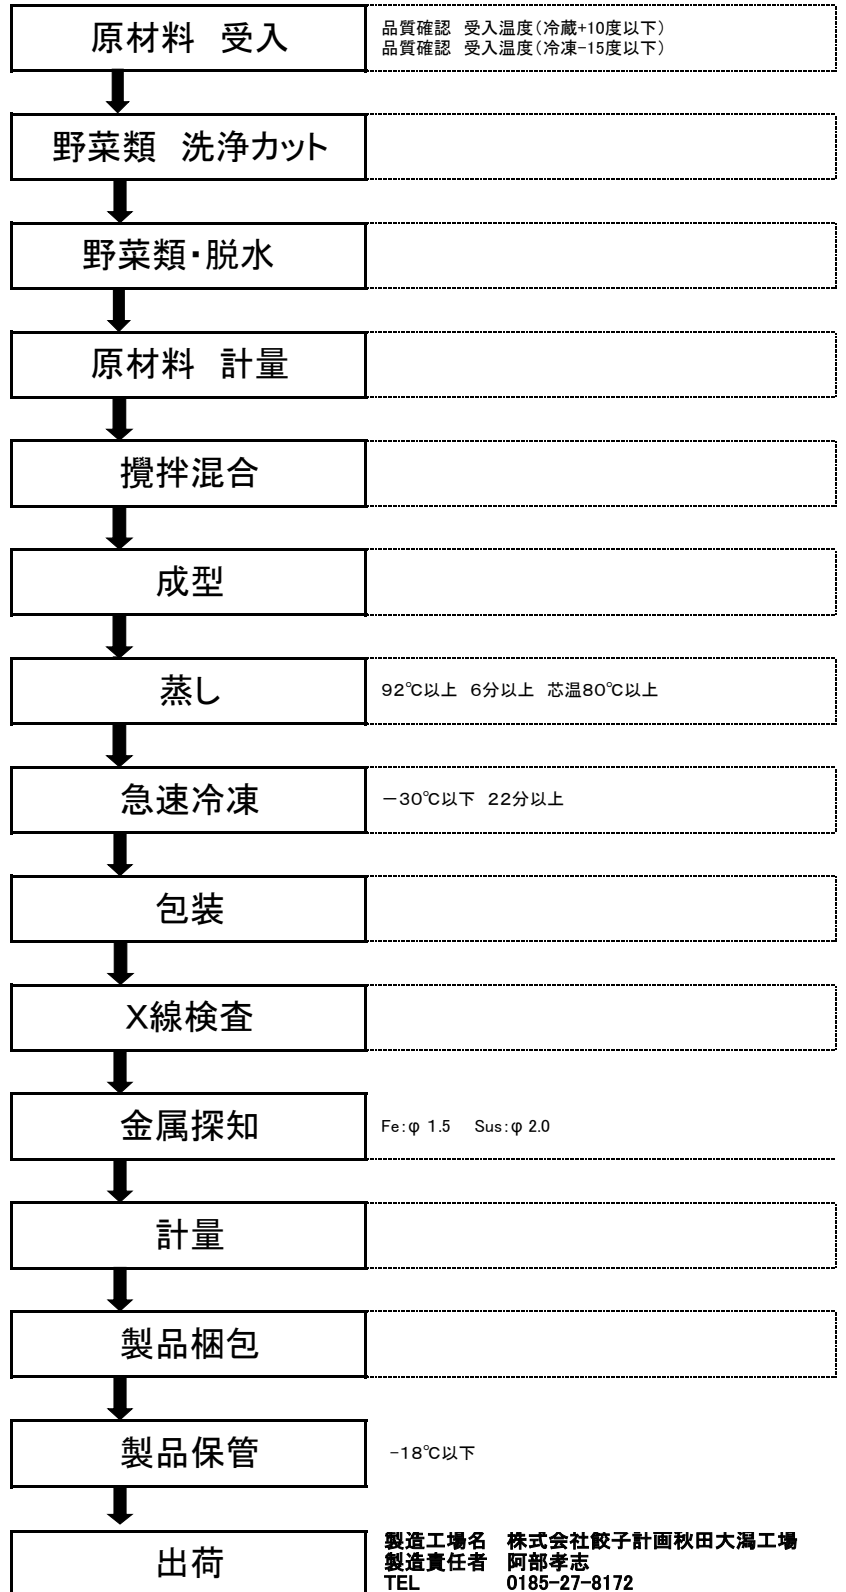 原材料　受入
品質確認　受入温度（冷蔵+10度以下）
品質確認　受入温度（冷凍-15度以下）
野菜類　洗浄カット
野菜類・脱水
原材料　計量
攪拌混合
成型
蒸し
92℃以上　6分以上　芯温80℃以上
急速冷凍
－30℃以下　22分以上
包装
X線検査
金属探知
Fe：φ 1.5　Sus：φ 2.0
計量
製品梱包
製品保管
-18℃以下
出荷
製造工場名　株式会社餃子計画秋田大潟工場
製造責任者　阿部孝志
TEL　0185-27-8172